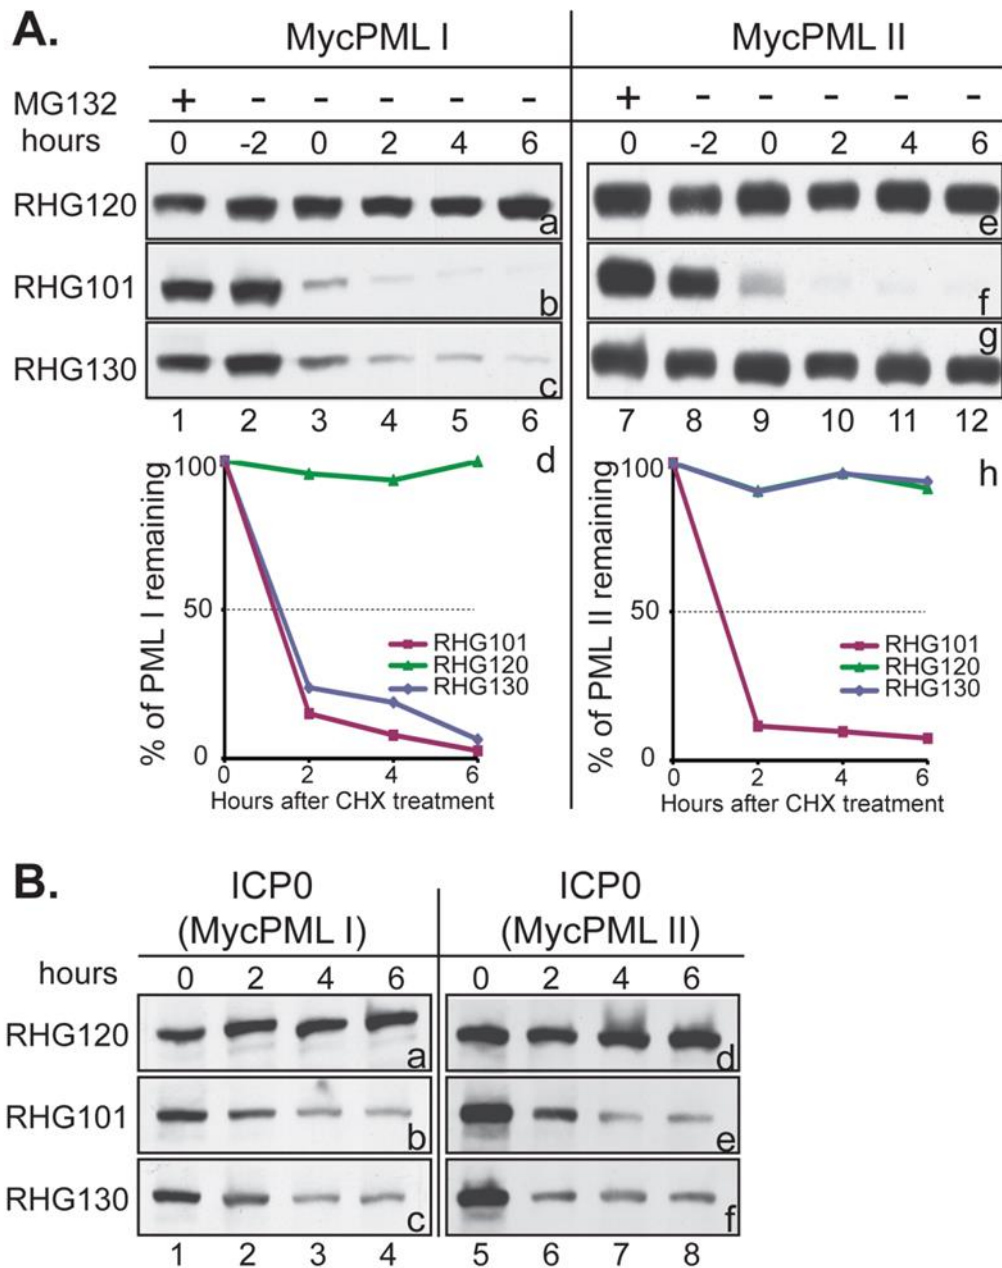 A.
MycPML I
MycPML II
MG132 + - - - - - + - - - - -
hours 0 -2 0 2 4 6 0 -2 0 2 4 6
RHG120 a e
RHG101 b f
RHG130 c g
1 2 3 4 5 6 7 8 9 10 11 12
d
% of PML I remaining
100
50
0
RHG101
RHG120
RHG130
0 2 4 6
Hours after CHX treatment
h
% of PML II remaining
100
50
0
RHG101
RHG120
RHG130
0 2 4 6
Hours after CHX treatment
B.
ICP0
(MycPML I)
ICP0
(MycPML II)
hours 0 2 4 6 0 2 4 6
RHG120 a d
RHG101 b e
RHG130 c f
1 2 3 4 5 6 7 8